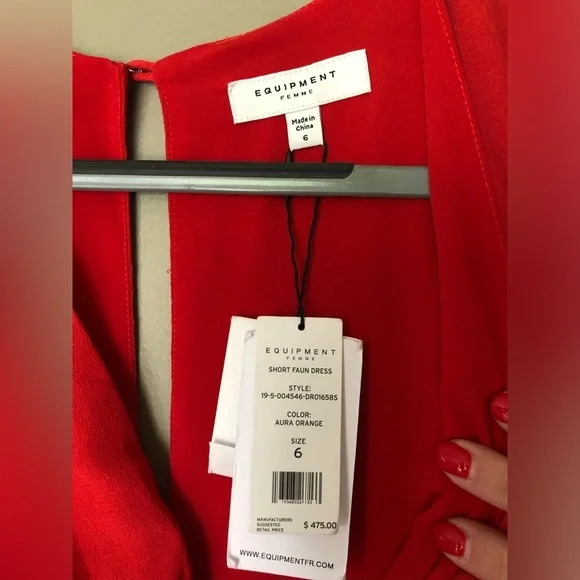 EQUIPMENT
FEMME
Made in
China
6
EQUIPMENT
FEMME
SHORT FAUN DRESS
STYLE:
19-5-004546-DR01658S
COLOR:
AURA ORANGE
SIZE
6
MANUFACTURERS
SUGGESTED
RETAIL PRICE
$ 475.00
WWW.EQUIPMENTFR.COM